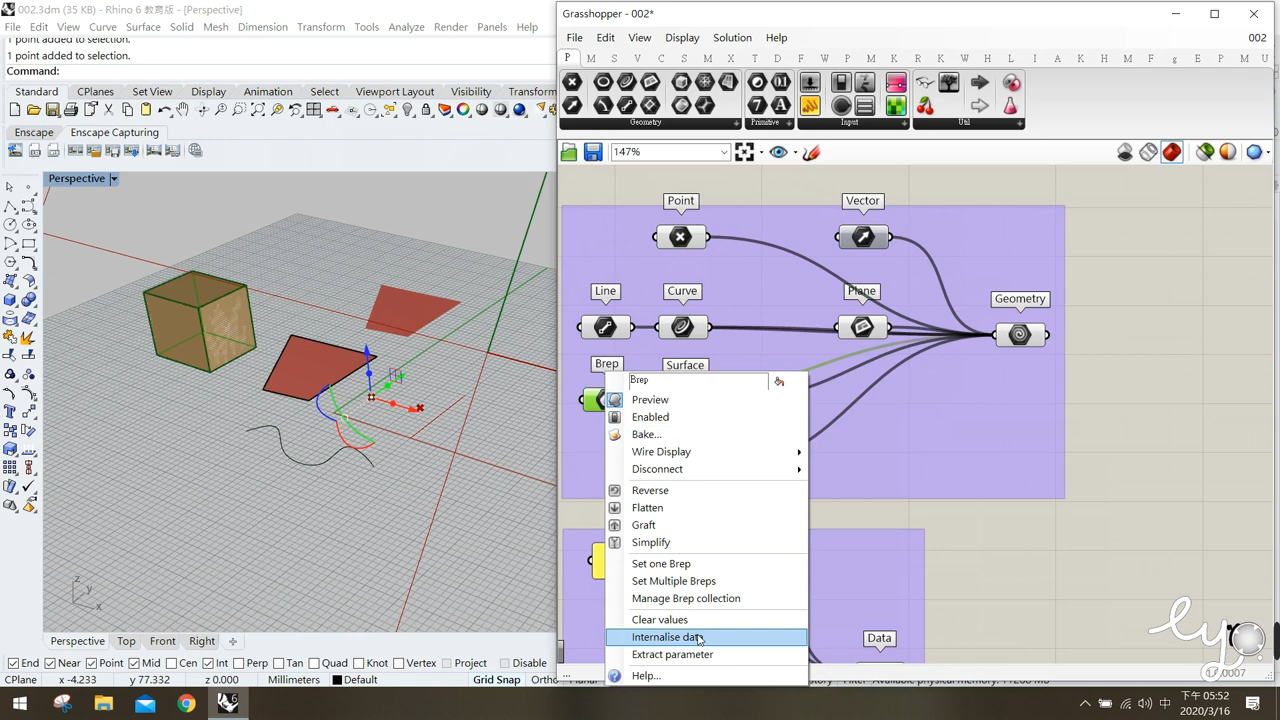 002.3dm (35 KB) - Rhino 6 教育版 - [Perspective]
File Edit View Curve Surface Solid Mesh Dimension Transform Tools Analyze Render Panels Help
1 point added to selection.
1 point added to selection.
Command:
Standard CPlanes Set View Display Select Viewport Layout Visibility Transform
Perspective
z
y
x
Perspective Top Front Right
End Near Point Mid Cen Int Perp Tan Quad Knot Vertex Project Disable
CPlane x -4.233 y 77.332 z 0.000 Millimeters Default Grid Snap Ortho
Grasshopper - 002*
File Edit View Display Solution Help 002
P M S V C S M I T D F W B L M P A K M K N H L E A K A S E P M U
Geometry Primitive Input Util
147%
Point Vector
Line Curve Plane Geometry
Brep Surface
Brep
Preview
Enabled
Bake...
Wire Display
Disconnect
Reverse
Flatten
Graft
Simplify
Set one Brep
Set Multiple Breps
Manage Brep collection
Clear values
Internalise data
Extract parameter
Help...
Data
...
1.0.0007
下午 05:52
2020/3/16
中